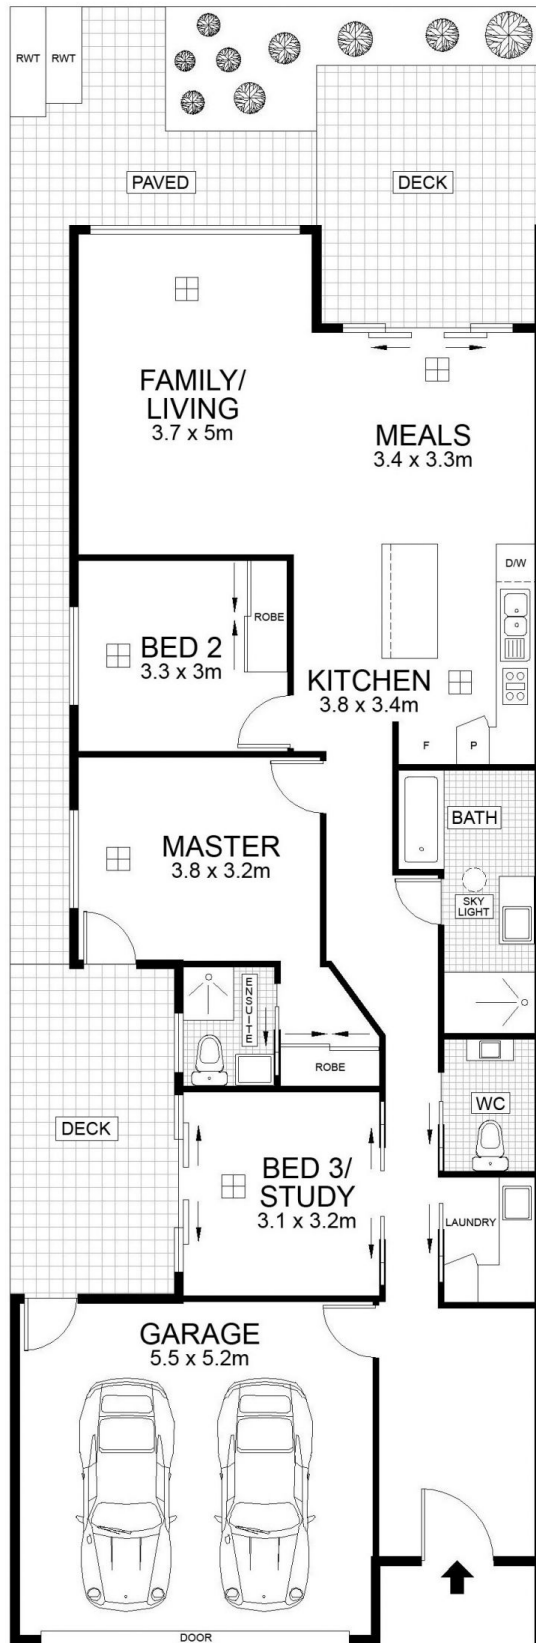 RWT RWT
PAVED
DECK
FAMILY/
LIVING
3.7 x 5m
MEALS
3.4 x 3.3m
D/W
ROBE
BED 2
3.3 x 3m
KITCHEN
3.8 x 3.4m
F P
BATH
MASTER
3.8 x 3.2m
SKY
LIGHT
ENSUITE
ROBE
WC
DECK
BED 3/
STUDY
3.1 x 3.2m
LAUNDRY
GARAGE
5.5 x 5.2m
DOOR